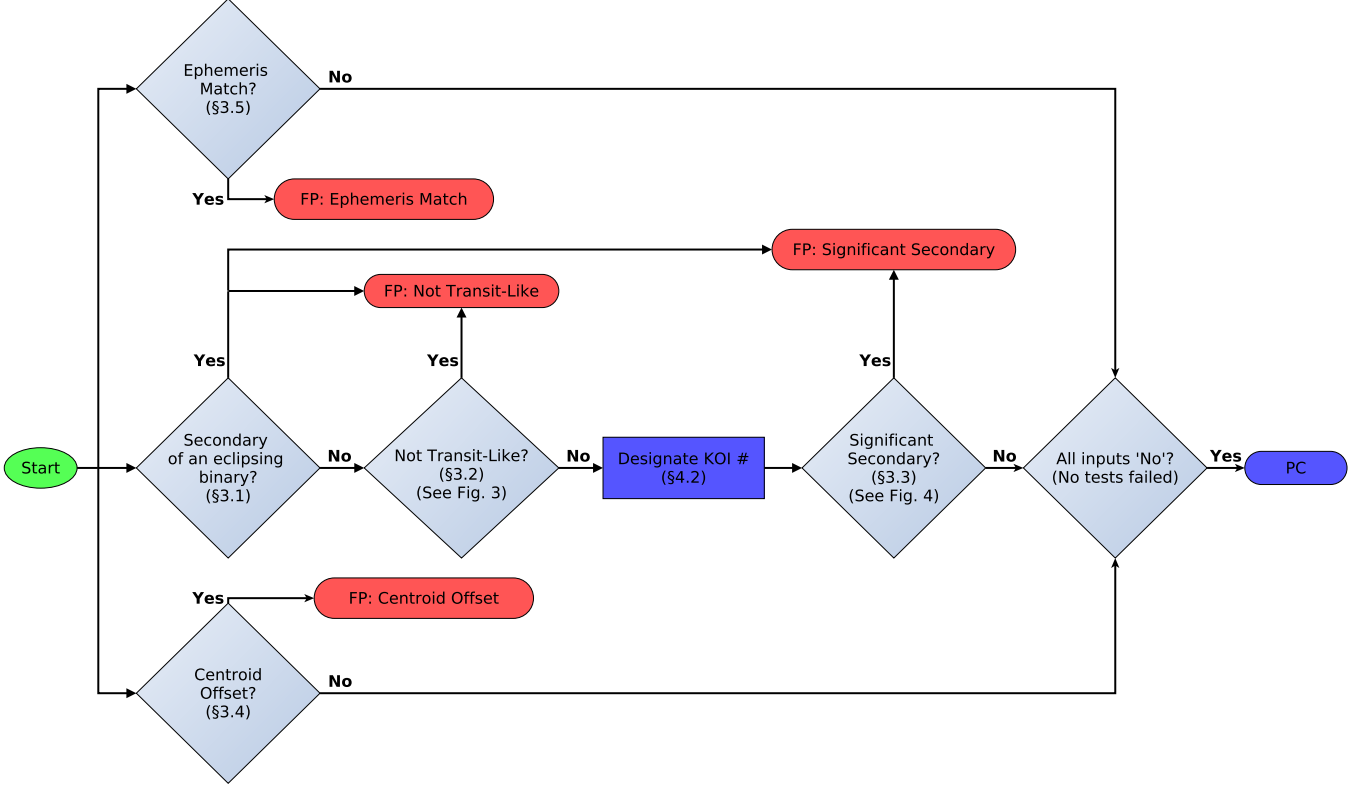 Ephemeris
Match?
(§3.5)
No
Yes
FP: Ephemeris Match
FP: Significant Secondary
FP: Not Transit-Like
Yes
Yes
Yes
Start
Secondary
of an eclipsing
binary?
(§3.1)
No
Not Transit-Like?
(§3.2)
(See Fig. 3)
No
Designate KOI #
(§4.2)
Significant
Secondary?
(§3.3)
(See Fig. 4)
No
All inputs 'No'?
(No tests failed)
Yes
PC
Yes
FP: Centroid Offset
Centroid
Offset?
(§3.4)
No